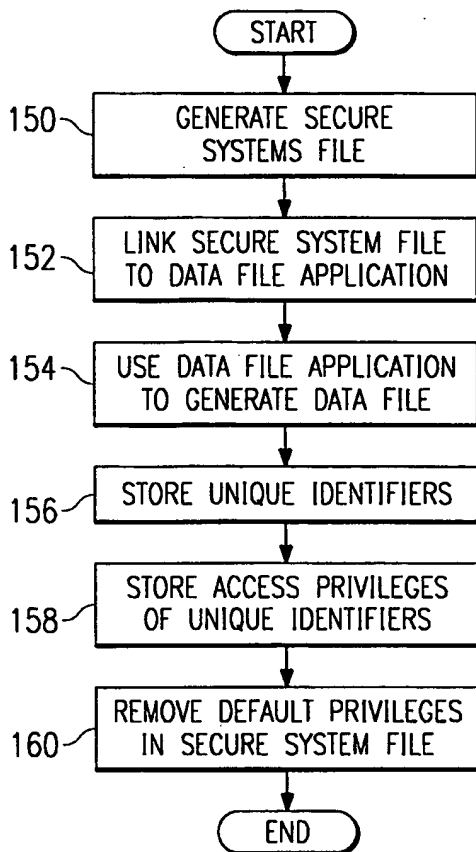 START
150
GENERATE SECURE
SYSTEMS FILE
152
LINK SECURE SYSTEM FILE
TO DATA FILE APPLICATION
154
USE DATA FILE APPLICATION
TO GENERATE DATA FILE
156
STORE UNIQUE IDENTIFIERS
158
STORE ACCESS PRIVILEGES
OF UNIQUE IDENTIFIERS
160
REMOVE DEFAULT PRIVILEGES
IN SECURE SYSTEM FILE
END